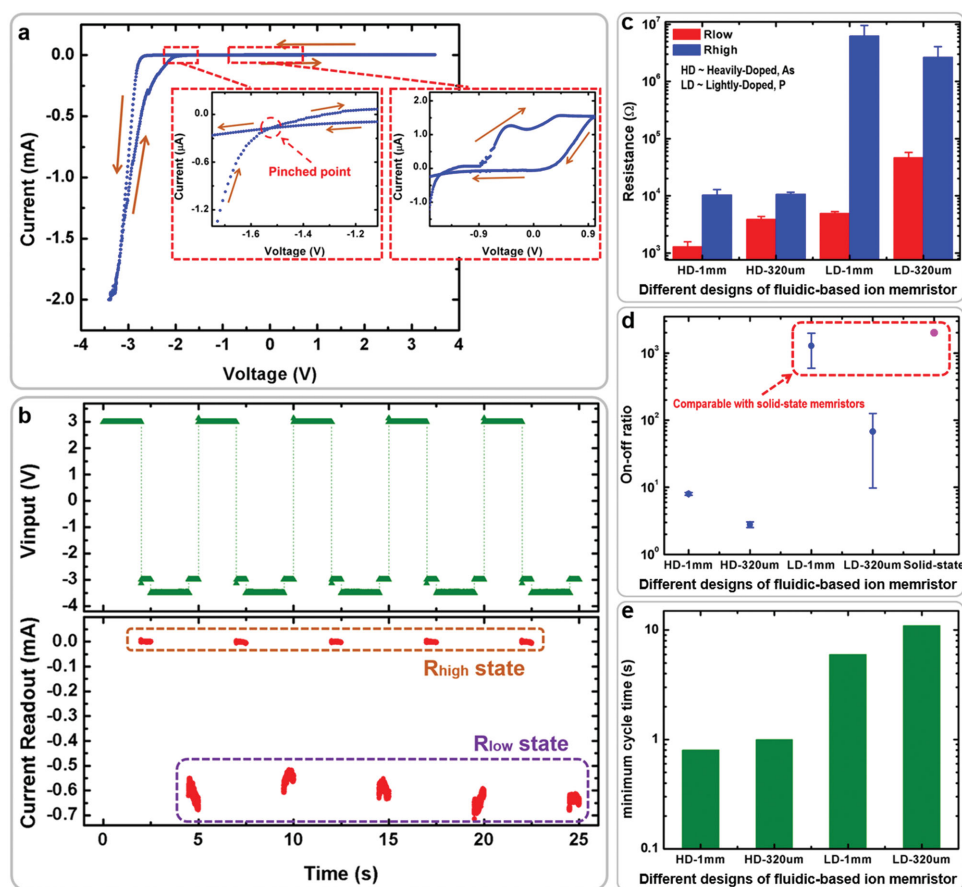 a
Current (mA)
0.0
-0.5
-1.0
-1.5
-2.0
-4
-3
-2
-1
0
1
2
3
4
Voltage (V)
Current (μA)
0.0
-0.6
-1.2
-1.6
-1.4
-1.2
Voltage (V)
Pinched point
Current (μA)
2.0
1.0
0.0
-1.0
-0.9
0.0
0.9
Voltage (V)
b
Vinput (V)
3
2
1
0
-1
-2
-3
-4
Current Readout (mA)
0.0
-0.1
-0.2
-0.3
-0.4
-0.5
-0.6
-0.7
Rhigh state
Rlow state
0
5
10
15
20
25
Time (s)
c
Rlow
Rhigh
HD ~ Heavily-Doped, As
LD ~ Lightly-Doped, P
Resistance (Ω)
10⁷
10⁶
10⁵
10⁴
10³
HD-1mm
HD-320um
LD-1mm
LD-320um
Different designs of fluidic-based ion memristor
d
On-off ratio
10³
10²
10¹
10⁰
Comparable with solid-state memristors
HD-1mm
HD-320um
LD-1mm
LD-320um
Solid-state
Different designs of fluidic-based ion memristor
e
minimum cycle time (s)
10
1
0.1
HD-1mm
HD-320um
LD-1mm
LD-320um
Different designs of fluidic-based ion memristor